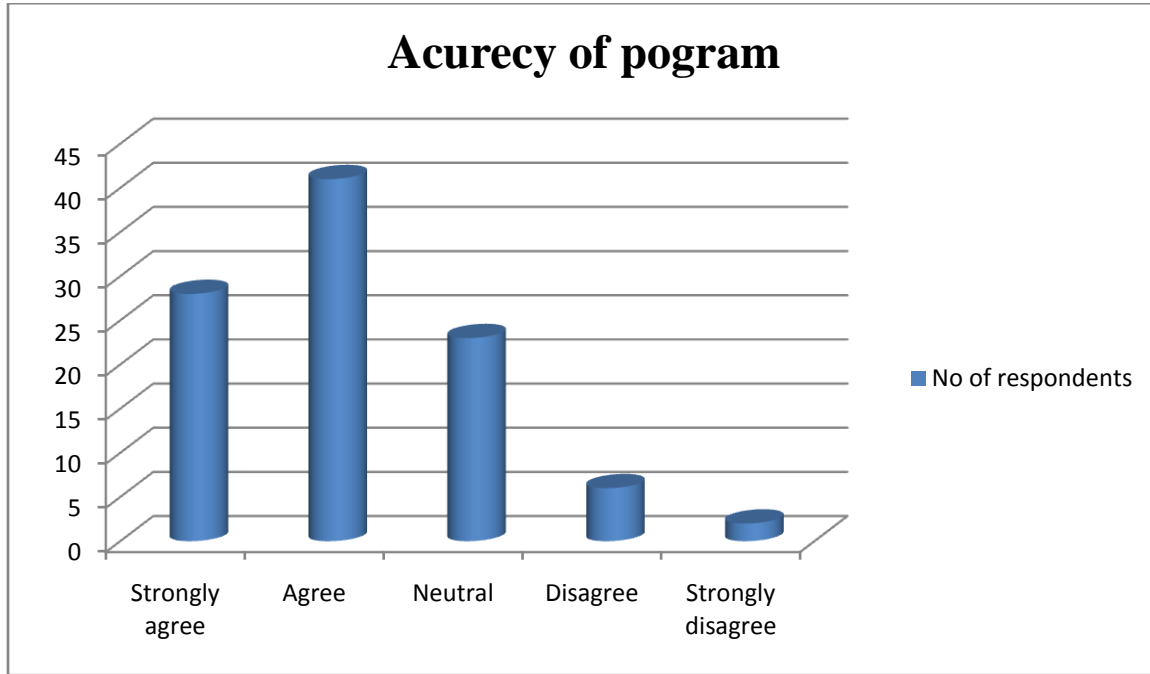 Acurecy of pogram
45
40
35
30
25
20
15
10
5
0
Strongly
agree
Agree
Neutral
Disagree
Strongly
disagree
No of respondents